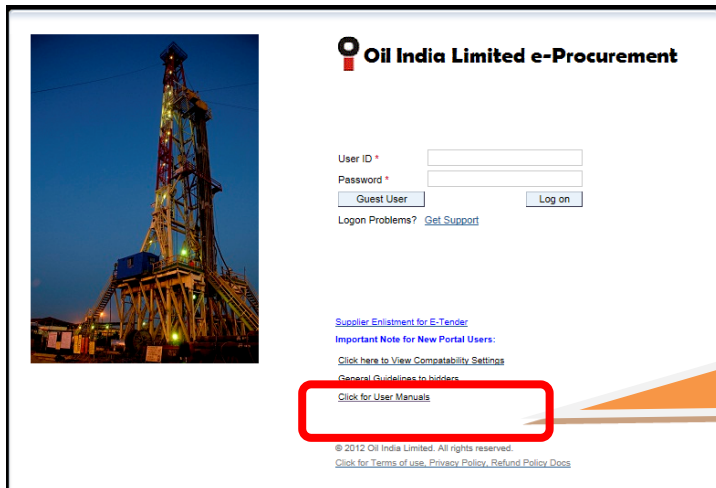 Oil India Limited e-Procurement
User ID *
Password *
Guest User Log on
Logon Problems? Get Support
Supplier Enlistment for E-Tender
Important Note for New Portal Users:
Click here to View Compatability Settings
General Guidelines to bidders
Click for User Manuals
© 2012 Oil India Limited. All rights reserved.
Click for Terms of use, Privacy Policy, Refund Policy Docs